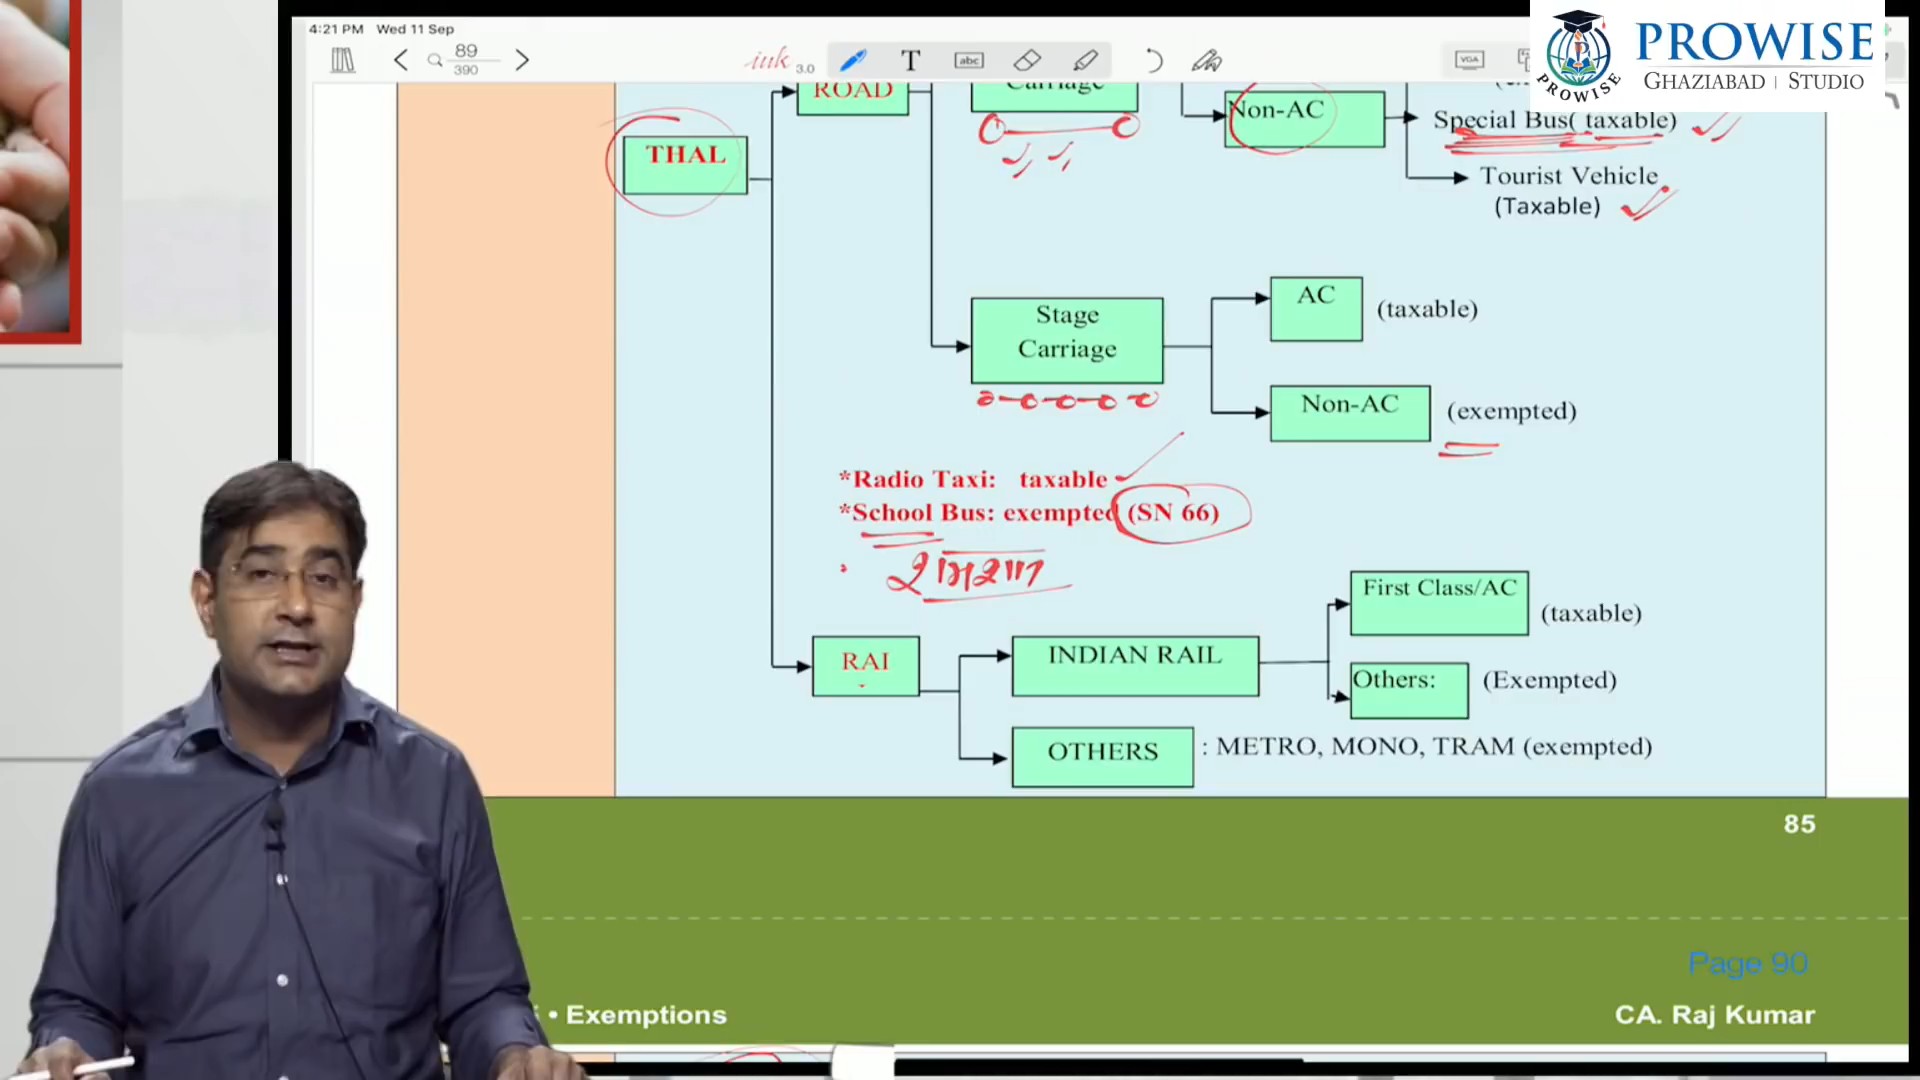 4:21 PM Wed 11 Sep
PROWISE
GHAZIABAD | STUDIO
PROWISE
89
390
ink 3.0
T
abc
VGA
ROAD
Carriage
Non-AC
Special Bus( taxable)
THAL
Tourist Vehicle
(Taxable)
Stage
Carriage
AC
(taxable)
Non-AC
(exempted)
*Radio Taxi: taxable
*School Bus: exempted (SN 66)
RAI
INDIAN RAIL
First Class/AC
(taxable)
Others:
(Exempted)
OTHERS
: METRO, MONO, TRAM (exempted)
85
Page 90
• Exemptions
CA. Raj Kumar